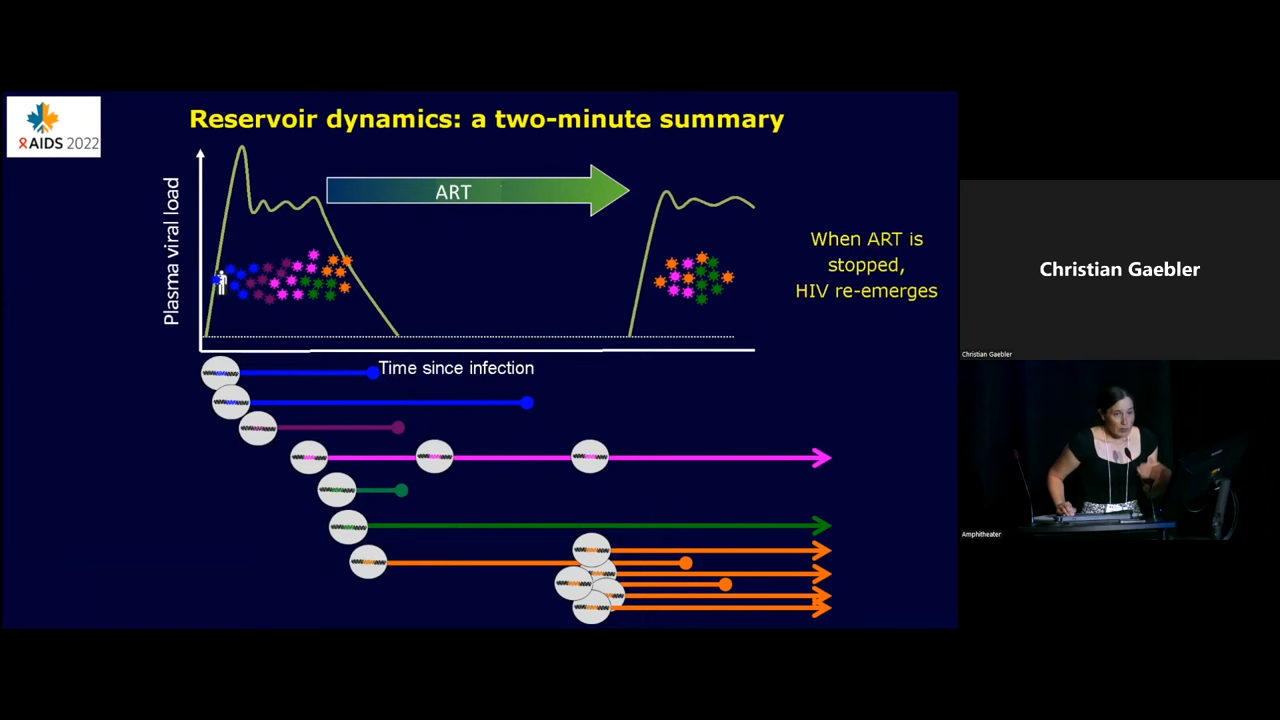 AIDS 2022
Reservoir dynamics: a two-minute summary
Plasma viral load
ART
When ART is
stopped,
HIV re-emerges
Time since infection
Christian Gaebler
Christian Gaebler
Amphitheater